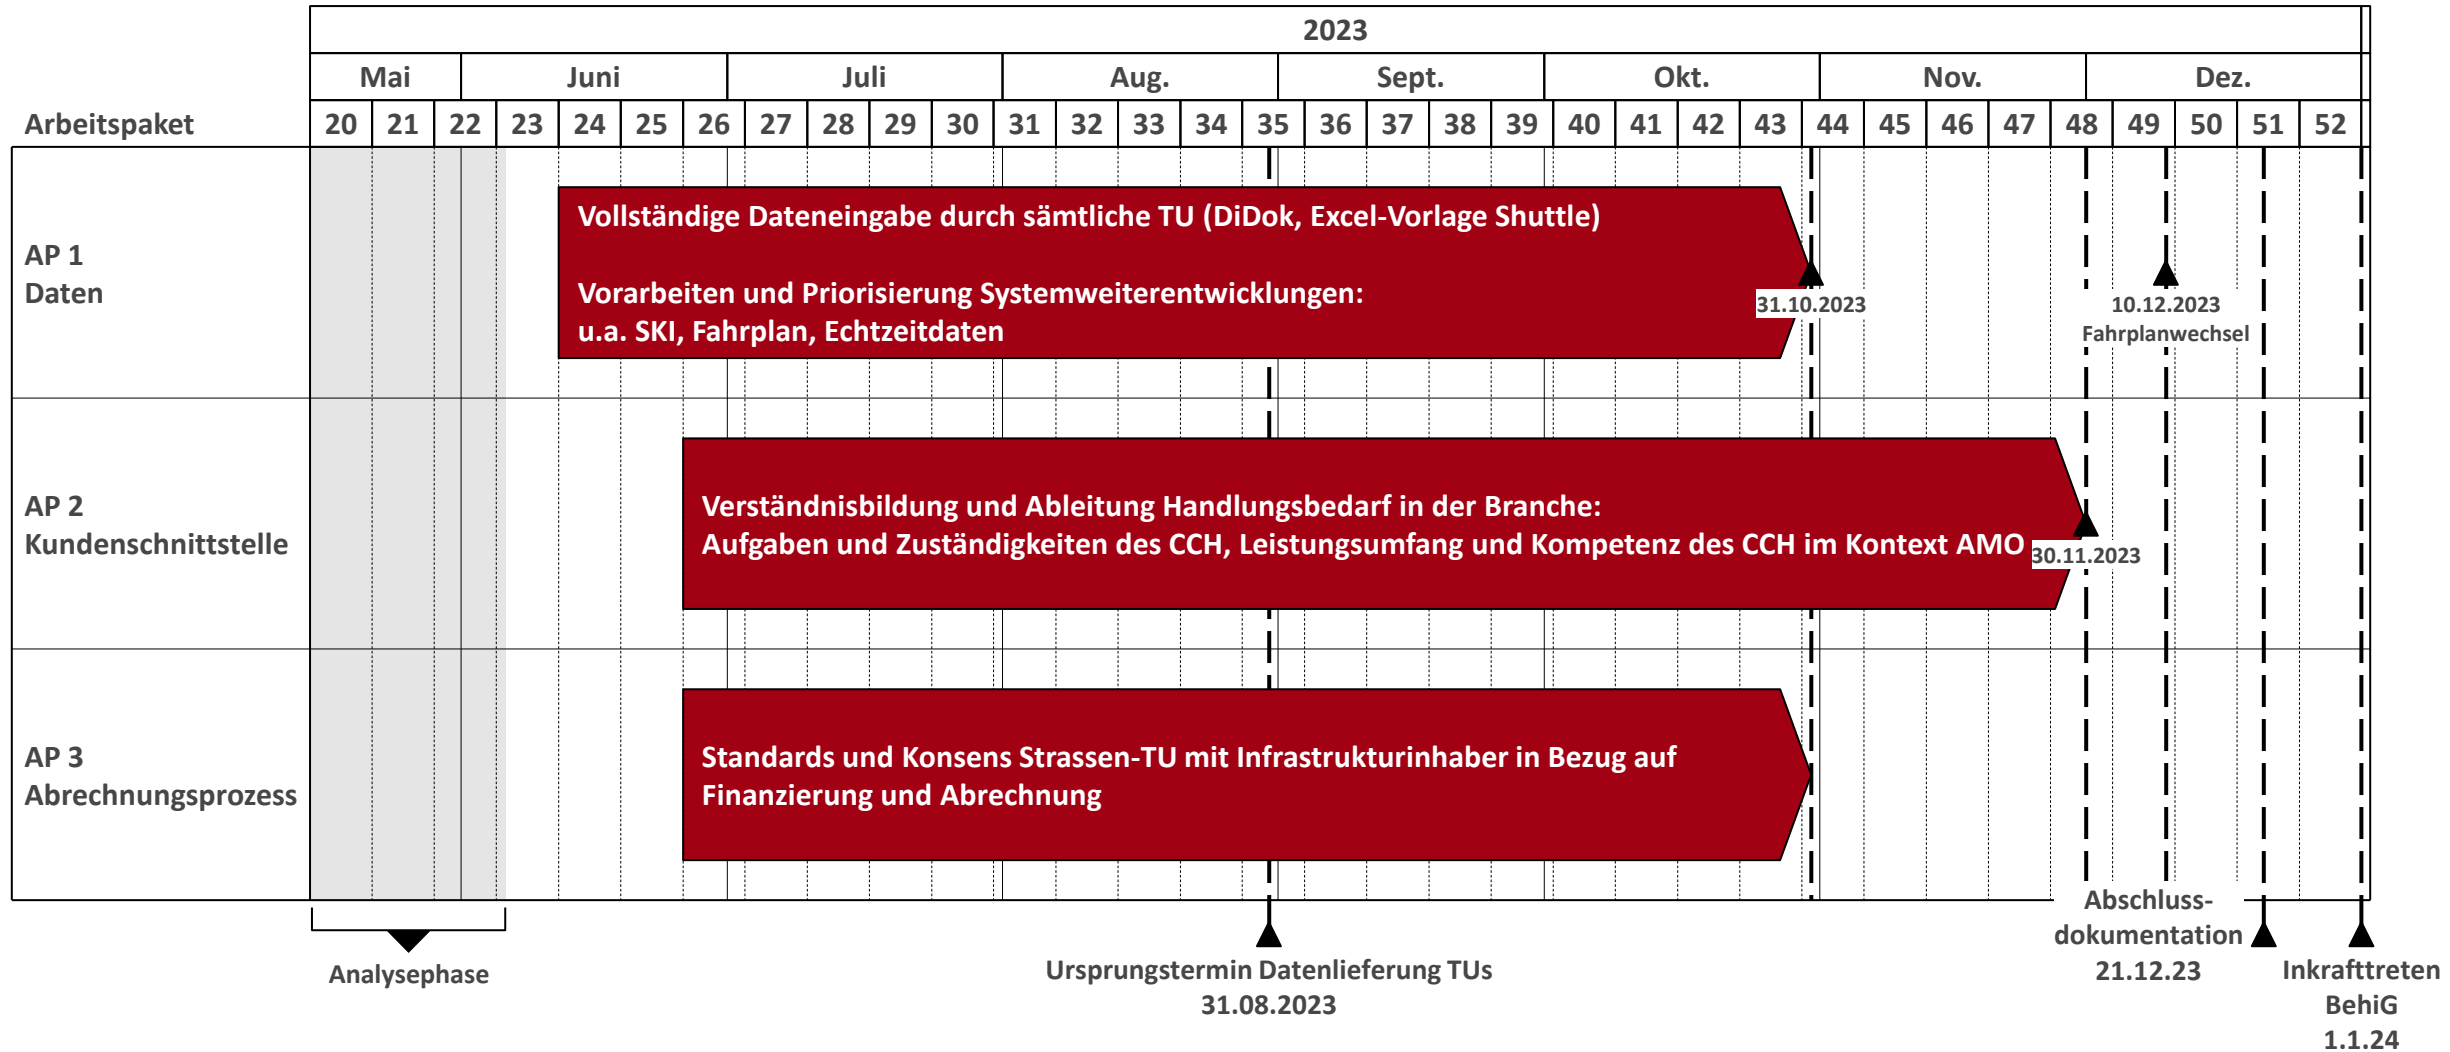 2023
Mai Juni Juli Aug. Sept. Okt. Nov. Dez.
Arbeitspaket 20 21 22 23 24 25 26 27 28 29 30 31 32 33 34 35 36 37 38 39 40 41 42 43 44 45 46 47 48 49 50 51 52
AP 1
Daten
Vollständige Dateneingabe durch sämtliche TU (DiDok, Excel-Vorlage Shuttle)
Vorarbeiten und Priorisierung Systemweiterentwicklungen:
u.a. SKI, Fahrplan, Echtzeitdaten
31.10.2023
10.12.2023
Fahrplanwechsel
AP 2
Kundenschnittstelle
Verständnisbildung und Ableitung Handlungsbedarf in der Branche:
Aufgaben und Zuständigkeiten des CCH, Leistungsumfang und Kompetenz des CCH im Kontext AMO
30.11.2023
AP 3
Abrechnungsprozess
Standards und Konsens Strassen-TU mit Infrastrukturinhaber in Bezug auf
Finanzierung und Abrechnung
Analysephase
Ursprungstermin Datenlieferung TUs
31.08.2023
Abschluss-
dokumentation
21.12.23
Inkrafttreten
BehiG
1.1.24